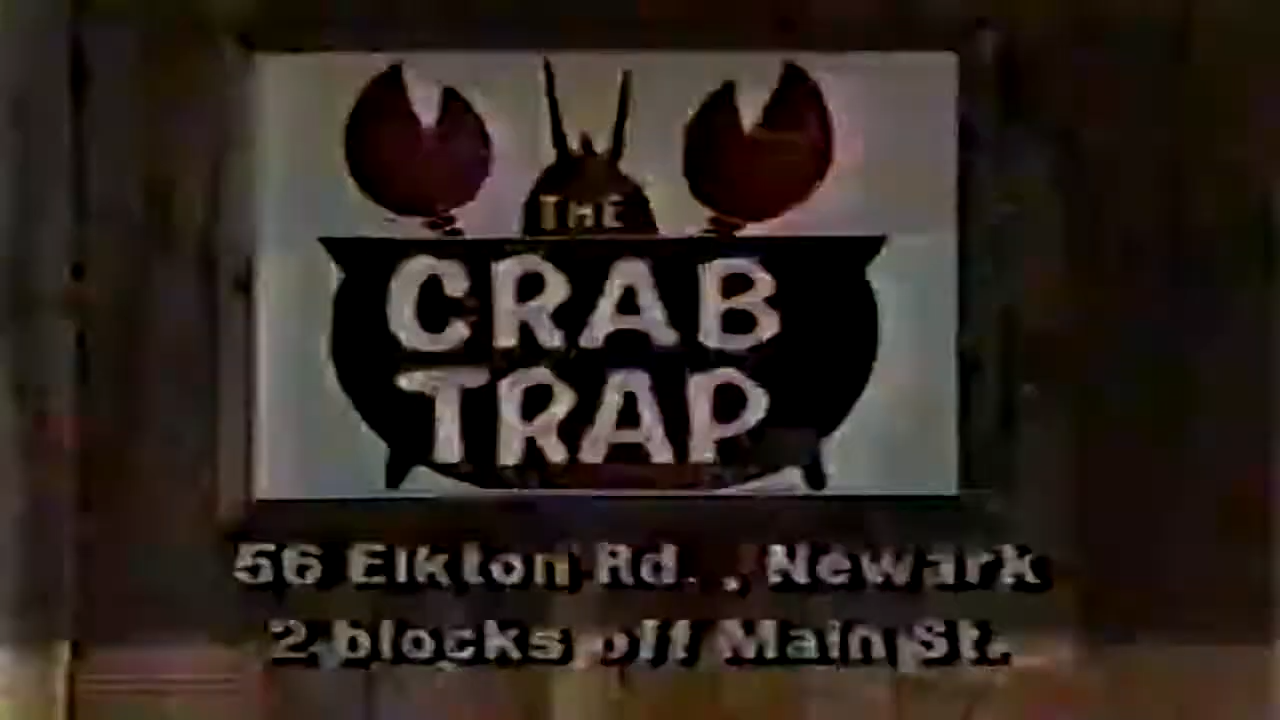 THE
CRAB
TRAP
56 Elkton Rd., Newark
2 blocks off Main St.